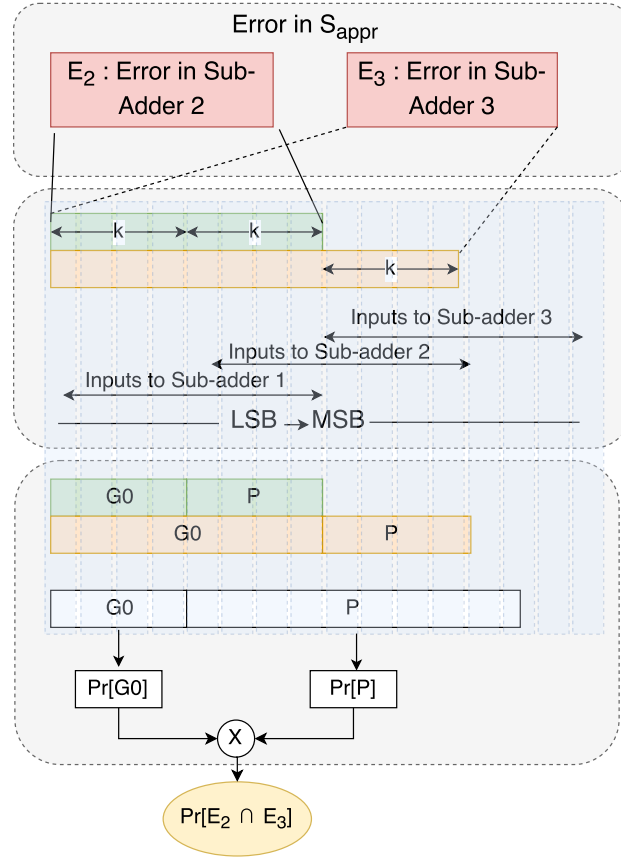 Error in Sappr
E2 : Error in Sub-
Adder 2
E3 : Error in Sub-
Adder 3
k
k
k
Inputs to Sub-adder 3
Inputs to Sub-adder 2
Inputs to Sub-adder 1
LSB
MSB
G0
P
G0
P
G0
P
Pr[G0]
Pr[P]
X
Pr[E2 ∩ E3]